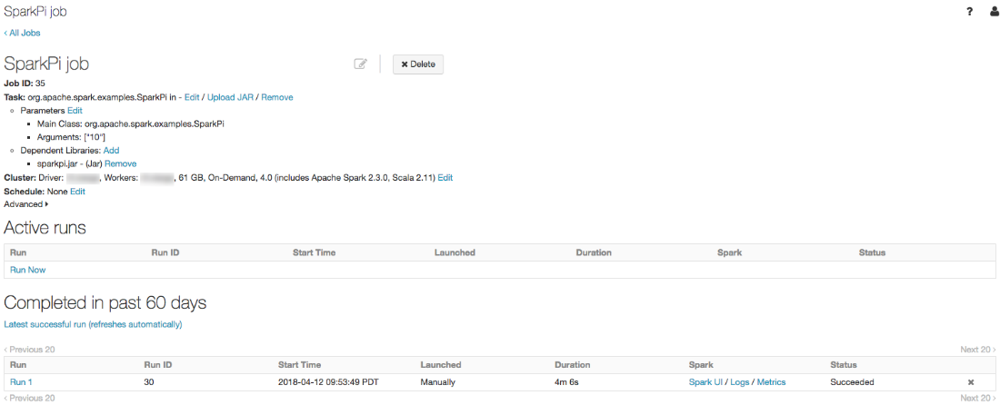 SparkPi job
?
‹ All Jobs
SparkPi job
✖ Delete
Job ID: 35
Task: org.apache.spark.examples.SparkPi in - Edit / Upload JAR / Remove
Parameters Edit
Main Class: org.apache.spark.examples.SparkPi
Arguments: ["10"]
Dependent Libraries: Add
sparkpi.jar - (Jar) Remove
Cluster: Driver: , Workers: , 61 GB, On-Demand, 4.0 (includes Apache Spark 2.3.0, Scala 2.11) Edit
Schedule: None Edit
Advanced
Active runs
Run Run ID Start Time Launched Duration Spark Status
Run Now
Completed in past 60 days
Latest successful run (refreshes automatically)
‹ Previous 20 Next 20 ›
Run Run ID Start Time Launched Duration Spark Status
Run 1 30 2018-04-12 09:53:49 PDT Manually 4m 6s Spark UI / Logs / Metrics Succeeded ✖
‹ Previous 20 Next 20 ›